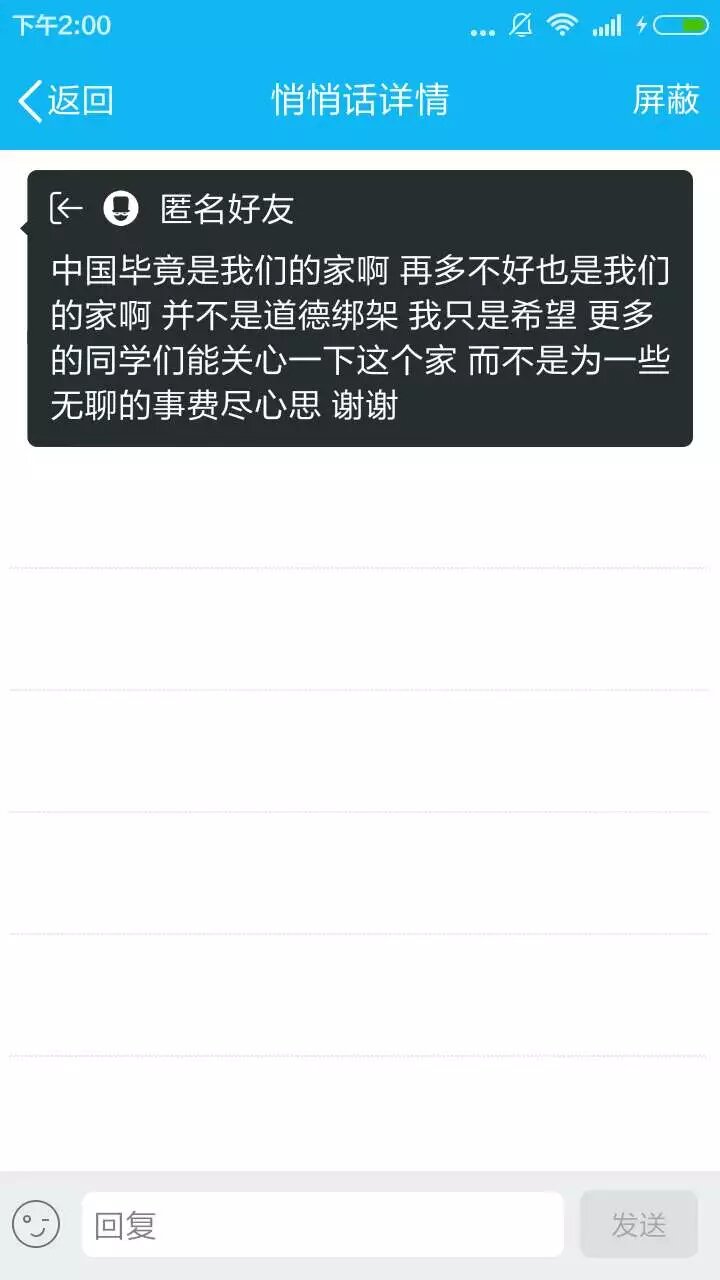 下午2:00
返回 悄悄话详情 屏蔽
匿名好友
中国毕竟是我们的家啊 再多不好也是我们
的家啊 并不是道德绑架 我只是希望 更多
的同学们能关心一下这个家 而不是为一些
无聊的事费尽心思 谢谢
回复 发送